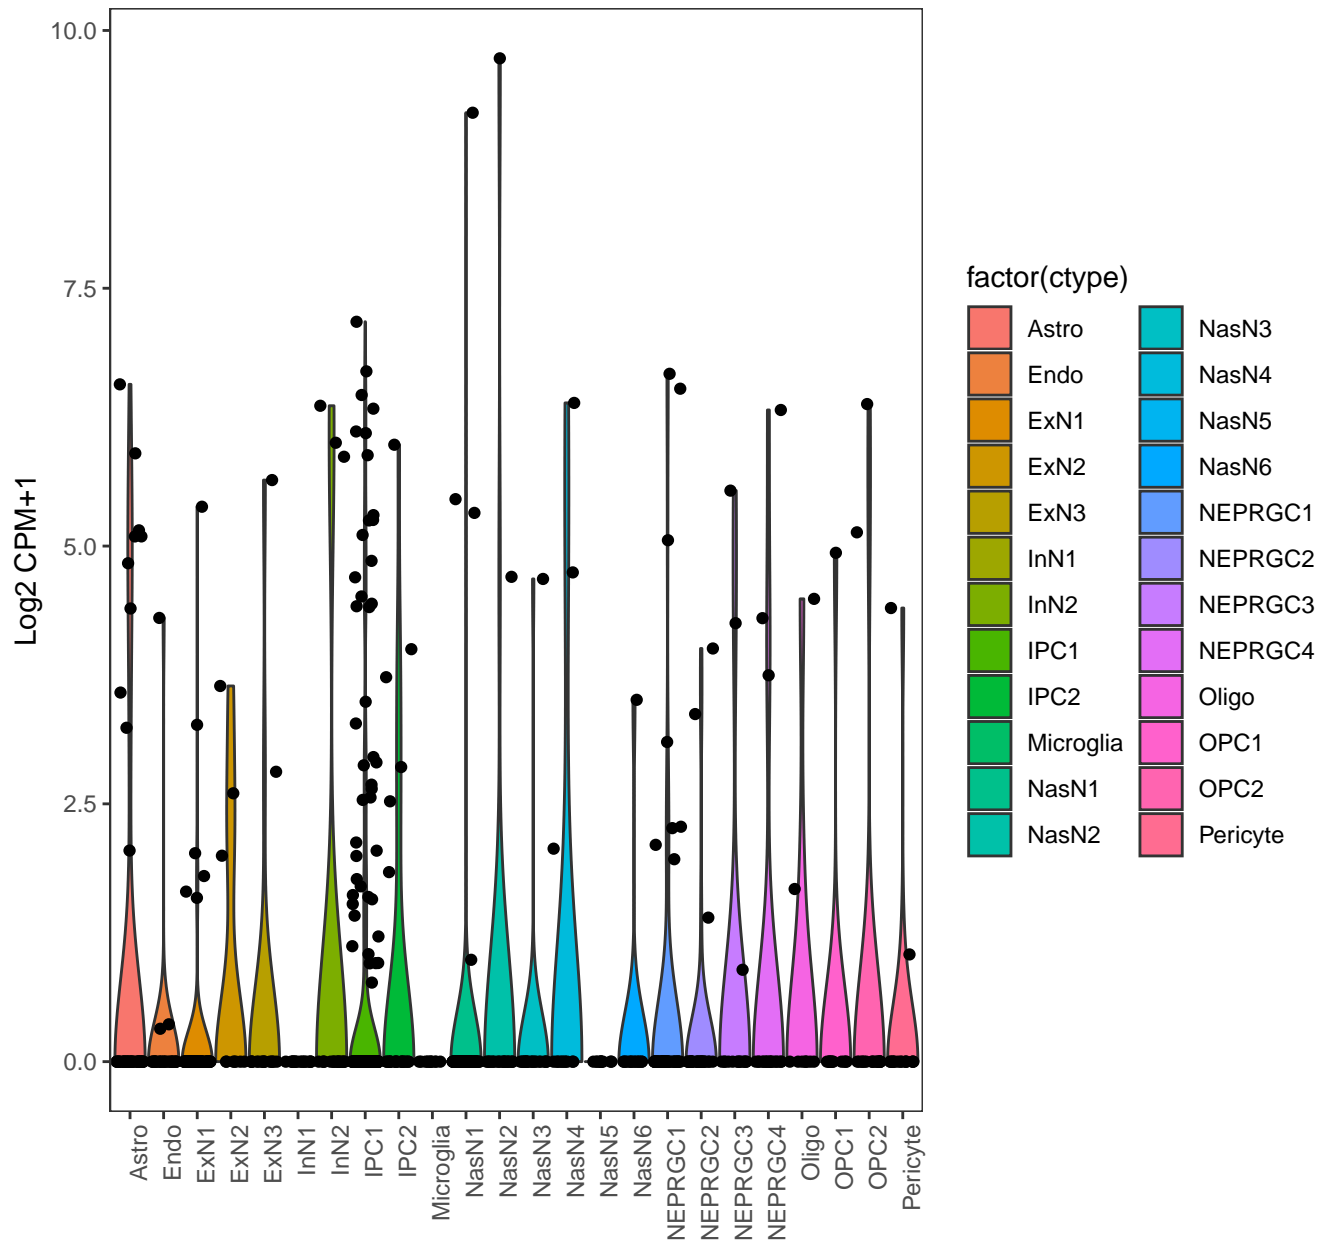 10.0
7.5
5.0
2.5
0.0
Log2 CPM+1
Astro
Endo
ExN1
ExN2
ExN3
InN1
InN2
IPC1
IPC2
Microglia
NasN1
NasN2
NasN3
NasN4
NasN5
NasN6
NEPRGC1
NEPRGC2
NEPRGC3
NEPRGC4
Oligo
OPC1
OPC2
Pericyte
factor(ctype)
Astro
Endo
ExN1
ExN2
ExN3
InN1
InN2
IPC1
IPC2
Microglia
NasN1
NasN2
NasN3
NasN4
NasN5
NasN6
NEPRGC1
NEPRGC2
NEPRGC3
NEPRGC4
Oligo
OPC1
OPC2
Pericyte